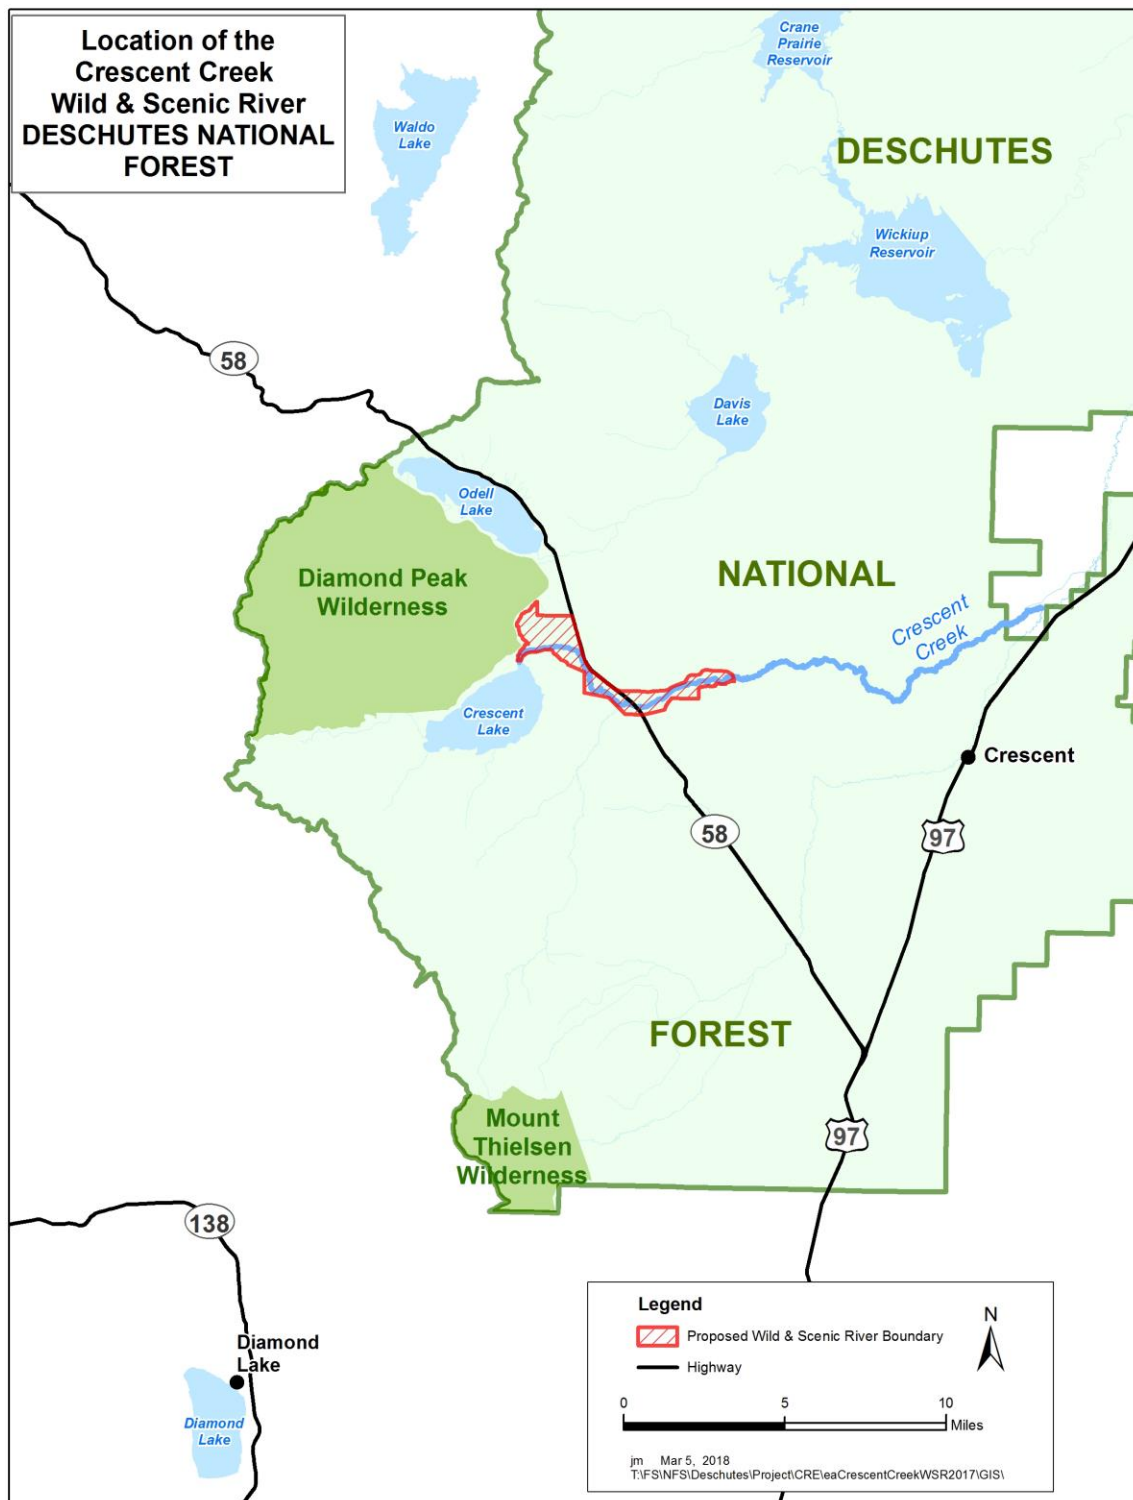 Location of the
Crescent Creek
Wild & Scenic River
DESCHUTES NATIONAL
FOREST
Crane
Prairie
Reservoir
Waldo
Lake
DESCHUTES
Wickiup
Reservoir
58
Davis
Lake
Odell
Lake
Diamond Peak
Wilderness
NATIONAL
Crescent
Creek
Crescent
Lake
Crescent
58
97
FOREST
Mount
Thielsen
Wilderness
97
138
Diamond
Lake
Diamond
Lake
Legend
Proposed Wild & Scenic River Boundary
Highway
N
0 5 10
Miles
jm Mar 5, 2018
T:\FS\NFS\Deschutes\Project\CRE\eaCrescentCreekWSR2017\GIS\